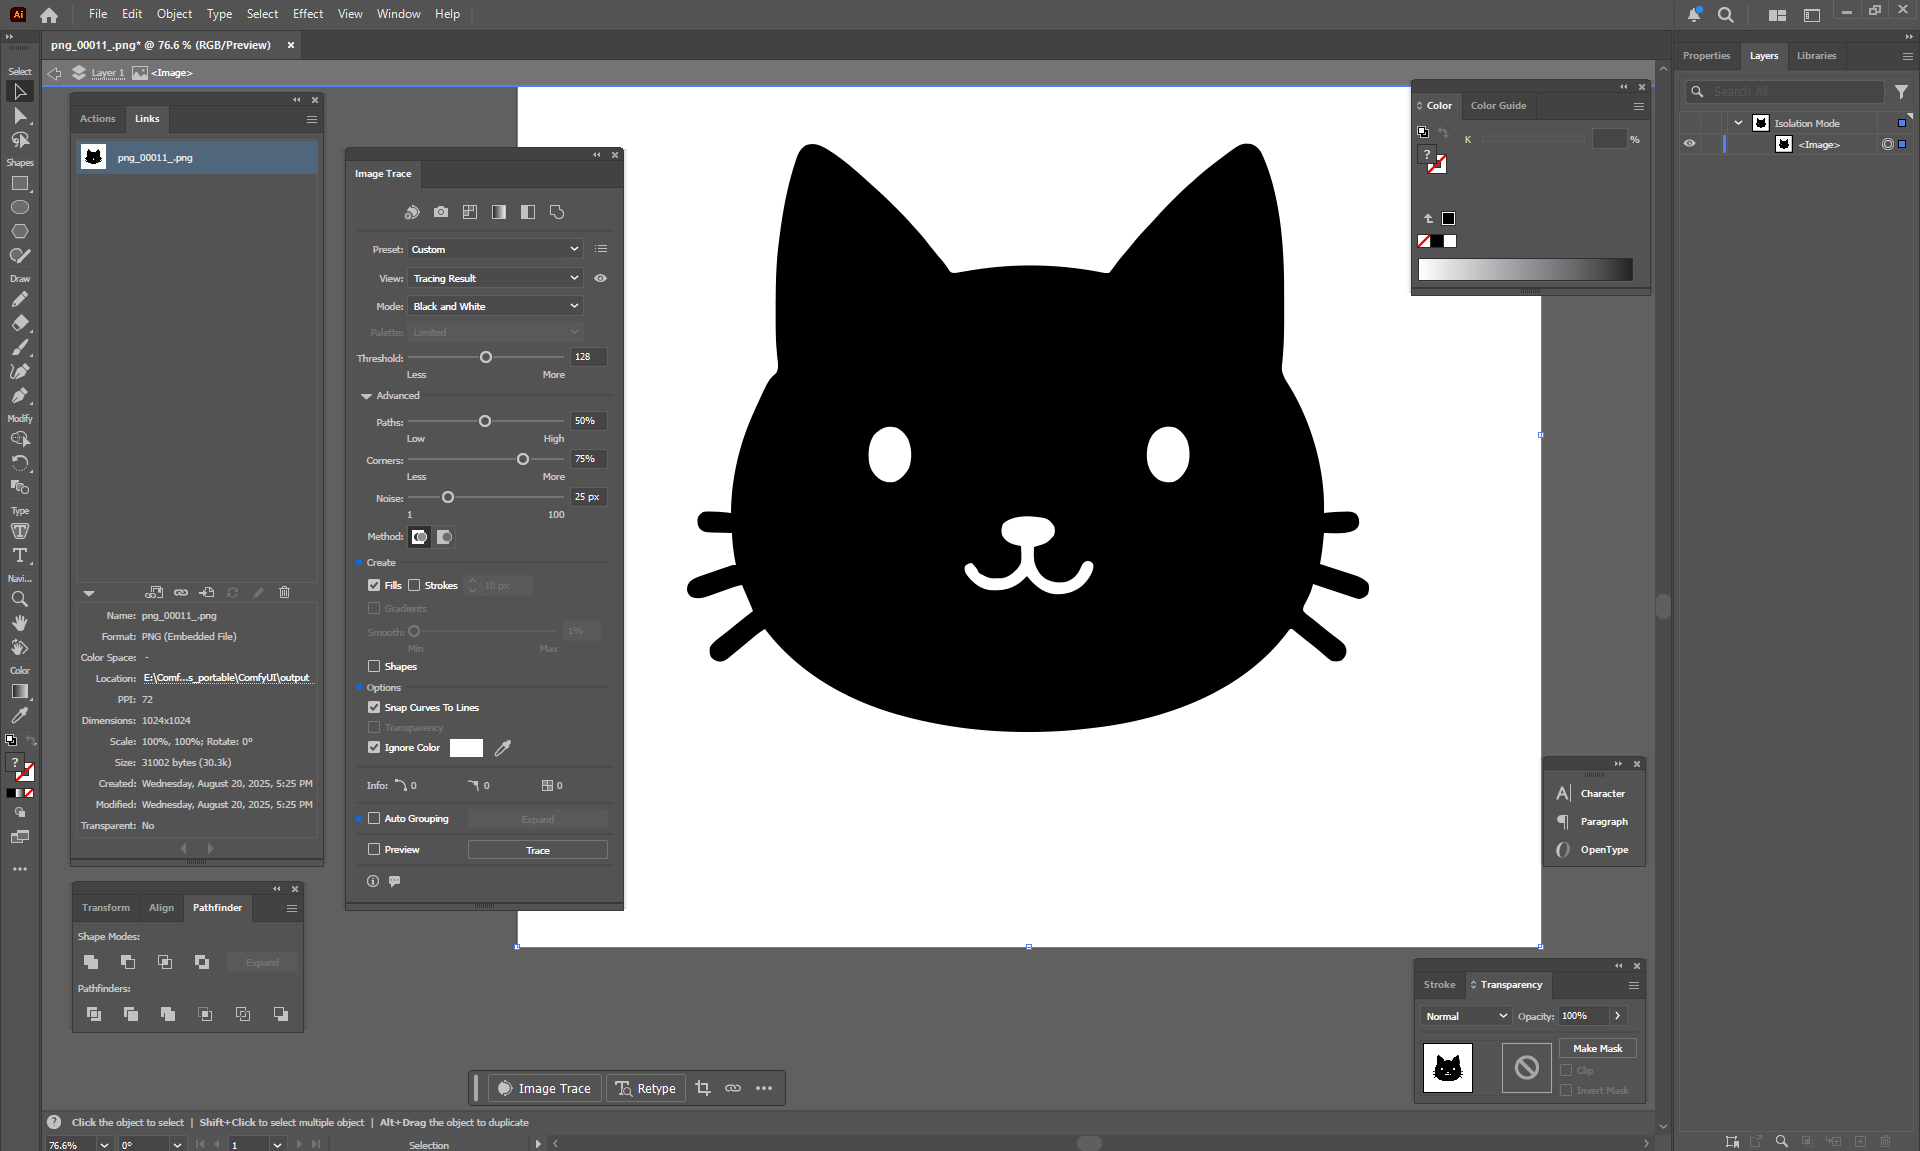 Ai File Edit Object Type Select Effect View Window Help
png_00011_.png* @ 76.6 % (RGB/Preview)
Layer 1 <Image>
Select
Shapes
Draw
Modify
Type
Navi...
Color
Actions Links
png_00011_.png
Name: png_00011_.png
Format: PNG (Embedded File)
Color Space: -
Location: E:\Comf...s_portable\ComfyUI\output
PPI: 72
Dimensions: 1024x1024
Scale: 100%, 100%; Rotate: 0°
Size: 31002 bytes (30.3k)
Created: Wednesday, August 20, 2025, 5:25 PM
Modified: Wednesday, August 20, 2025, 5:25 PM
Transparent: No
Transform Align Pathfinder
Shape Modes:
Expand
Pathfinders:
Image Trace
Preset: Custom
View: Tracing Result
Mode: Black and White
Palette: Limited
Threshold: 128
Less More
Advanced
Paths: 50%
Low High
Corners: 75%
Less More
Noise: 25 px
1 100
Method:
Create
Fills Strokes 10 px
Gradients
Smooth: 1%
Min Max
Shapes
Options
Snap Curves To Lines
Transparency
Ignore Color
Info: 0 0 0
Auto Grouping Expand
Preview Trace
Color Color Guide
K %
?
Character
Paragraph
OpenType
Stroke Transparency
Normal Opacity: 100%
Make Mask
Clip
Invert Mask
Properties Layers Libraries
Search All
Isolation Mode
<Image>
Image Trace Retype
? Click the object to select | Shift+Click to select multiple object | Alt+Drag the object to duplicate
76.6% 0° 1 Selection